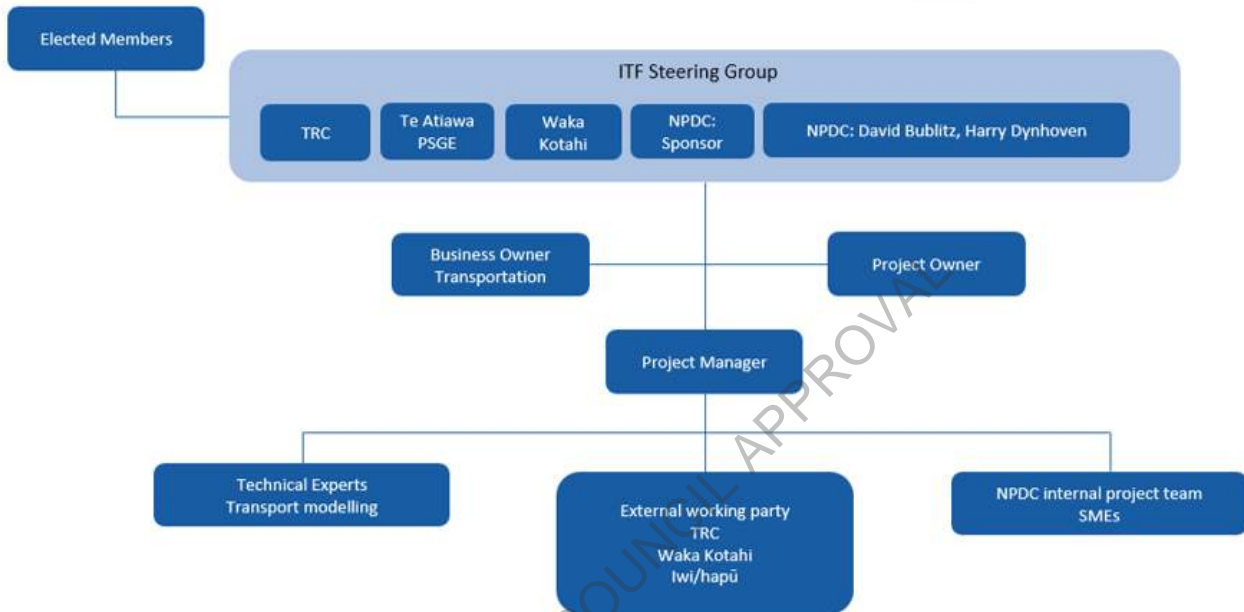 Elected Members
ITF Steering Group
TRC
Te Atiawa
PSGE
Waka
Kotahi
NPDC:
Sponsor
NPDC: David Bublitz, Harry Dynhoven
Business Owner
Transportation
Project Owner
Project Manager
Technical Experts
Transport modelling
External working party
TRC
Waka Kotahi
Iwi/hapū
NPDC internal project team
SMEs
COUNCIL APPROVAL